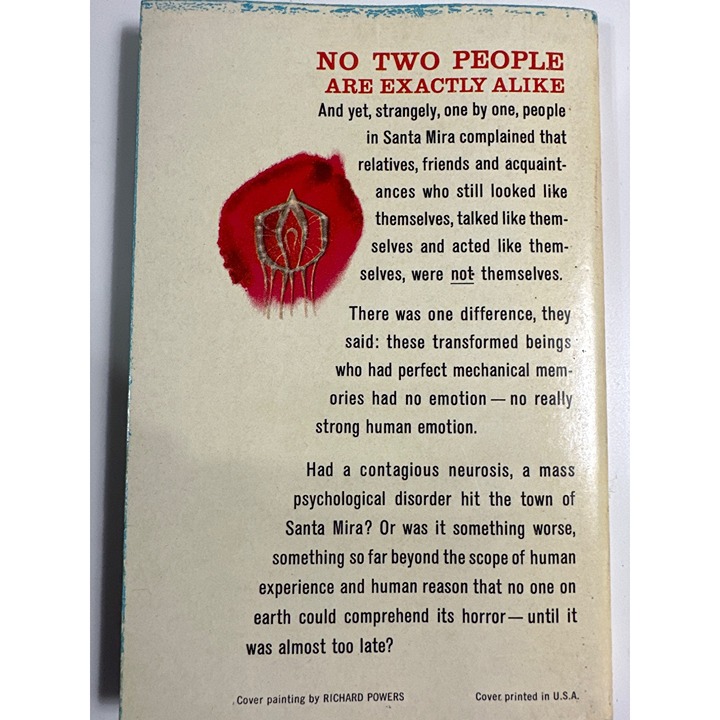 NO TWO PEOPLE
ARE EXACTLY ALIKE
And yet, strangely, one by one, people
in Santa Mira complained that
relatives, friends and acquaint-
ances who still looked like
themselves, talked like them-
selves and acted like them-
selves, were not themselves.
There was one difference, they
said: these transformed beings
who had perfect mechanical mem-
ories had no emotion — no really
strong human emotion.
Had a contagious neurosis, a mass
psychological disorder hit the town of
Santa Mira? Or was it something worse,
something so far beyond the scope of human
experience and human reason that no one on
earth could comprehend its horror — until it
was almost too late?
Cover painting by RICHARD POWERS Cover printed in U.S.A.